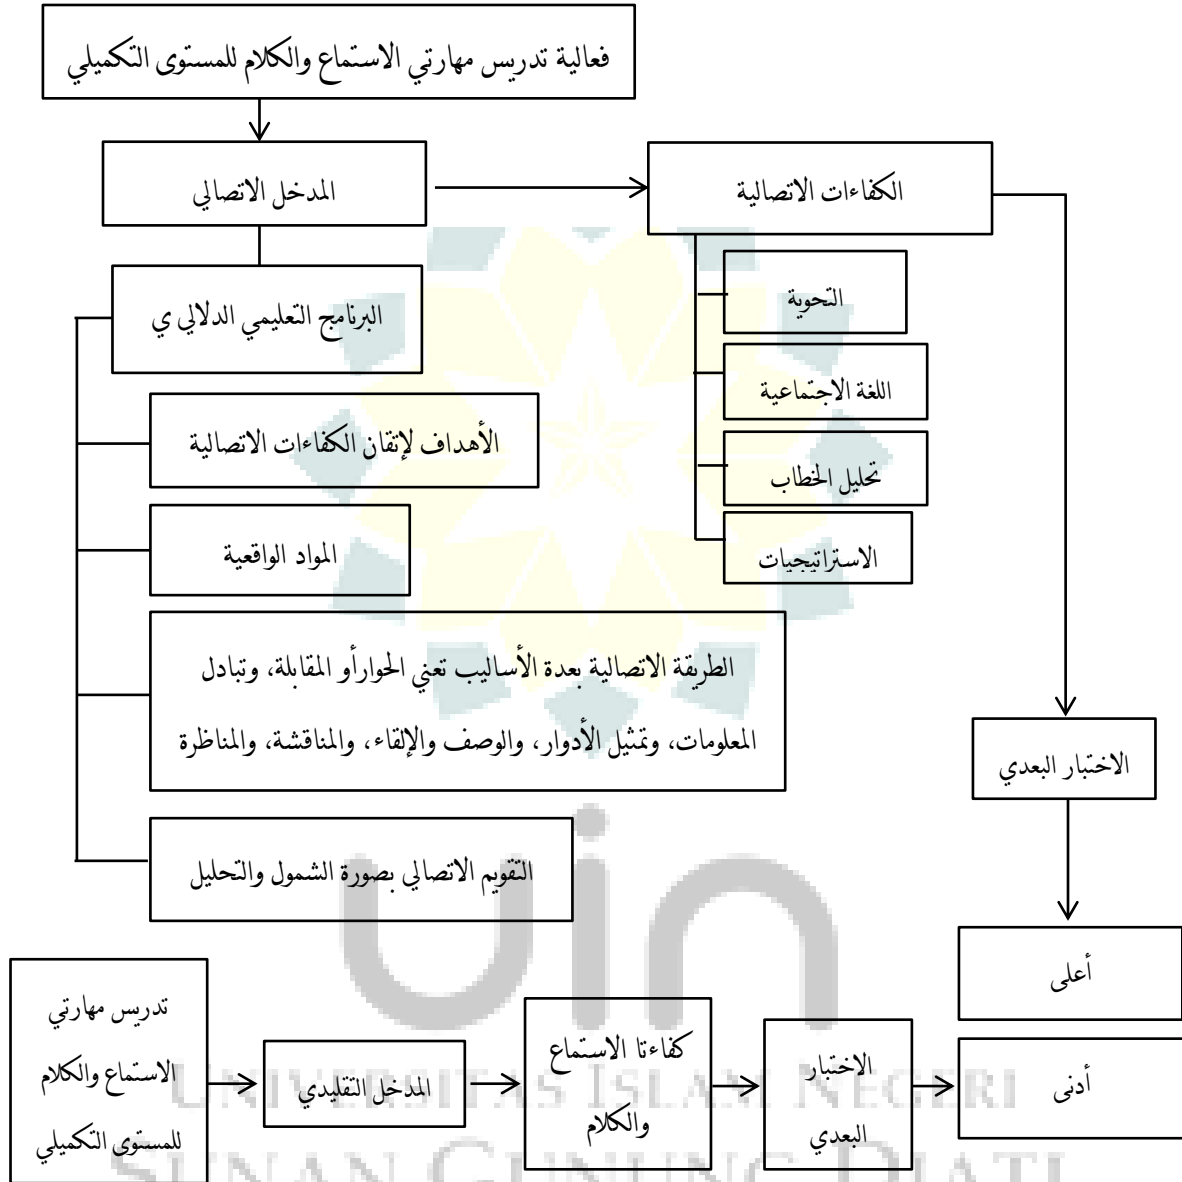 فعالية تدريس مهارتي الاستماع والكلام للمستوى التكميلي
المدخل الاتصالي
الكفاءات الاتصالية
البرنامج التعليمي الدلالي ي
الأهداف لإتقان الكفاءات الاتصالية
المواد الواقعية
الطريقة الاتصالية بعدة الأساليب تعني الحوارأو المقابلة، وتبادل
المعلومات، وتمثيل الأدوار، والوصف والإلقاء، والمناقشة، والمناظرة
التقويم الاتصالي بصورة الشمول والتحليل
النحوية
اللغة الاجتماعية
تحليل الخطاب
الاستراتيجيات
الاختبار البعدي
أعلى
تدريس مهارتي
الاستماع والكلام
للمستوى التكميلي
المدخل التقليدي
كفاءتا الاستماع
والكلام
الاختبار
البعدي
أدنى
uin
UNIVERSITAS ISLAM NEGERI
SUNAN GUNUNG DJATI